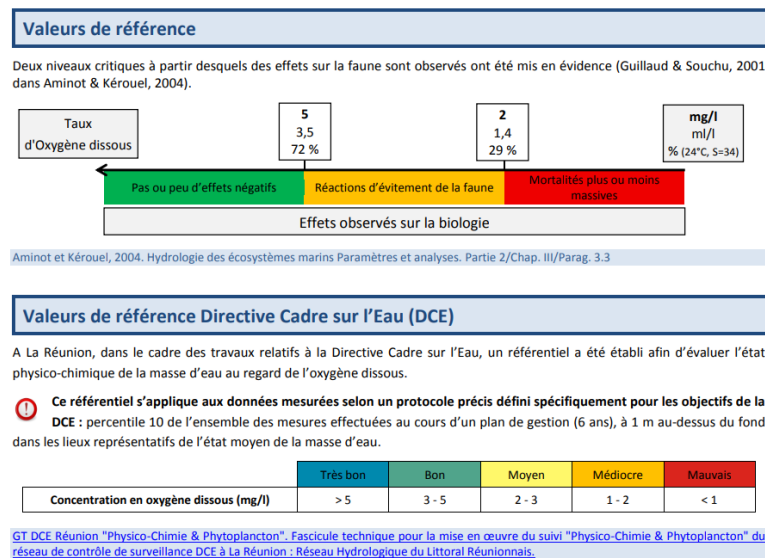 Valeurs de référence
Deux niveaux critiques à partir desquels des effets sur la faune sont observés ont été mis en évidence (Guillaud & Souchu, 2001
dans Aminot & Kérouel, 2004).
Taux
d'Oxygène dissous
5
3,5
72 %
2
1,4
29 %
mg/l
ml/l
% (24°C, S=34)
Pas ou peu d'effets négatifs
Réactions d'évitement de la faune
Mortalités plus ou moins
massives
Effets observés sur la biologie
Aminot et Kérouel, 2004. Hydrologie des écosystèmes marins Paramètres et analyses. Partie 2/Chap. III/Parag. 3.3
Valeurs de référence Directive Cadre sur l'Eau (DCE)
A La Réunion, dans le cadre des travaux relatifs à la Directive Cadre sur l'Eau, un référentiel a été établi afin d'évaluer l'état
physico-chimique de la masse d'eau au regard de l'oxygène dissous.
Ce référentiel s'applique aux données mesurées selon un protocole précis défini spécifiquement pour les objectifs de la
DCE : percentile 10 de l'ensemble des mesures effectuées au cours d'un plan de gestion (6 ans), à 1 m au-dessus du fond
dans les lieux représentatifs de l'état moyen de la masse d'eau.
Très bon Bon Moyen Médiocre Mauvais
Concentration en oxygène dissous (mg/l) > 5 3 - 5 2 - 3 1 - 2 < 1
GT DCE Réunion "Physico-Chimie & Phytoplancton". Fascicule technique pour la mise en œuvre du suivi "Physico-Chimie & Phytoplancton" du
réseau de contrôle de surveillance DCE à La Réunion : Réseau Hydrologique du Littoral Réunionnais.